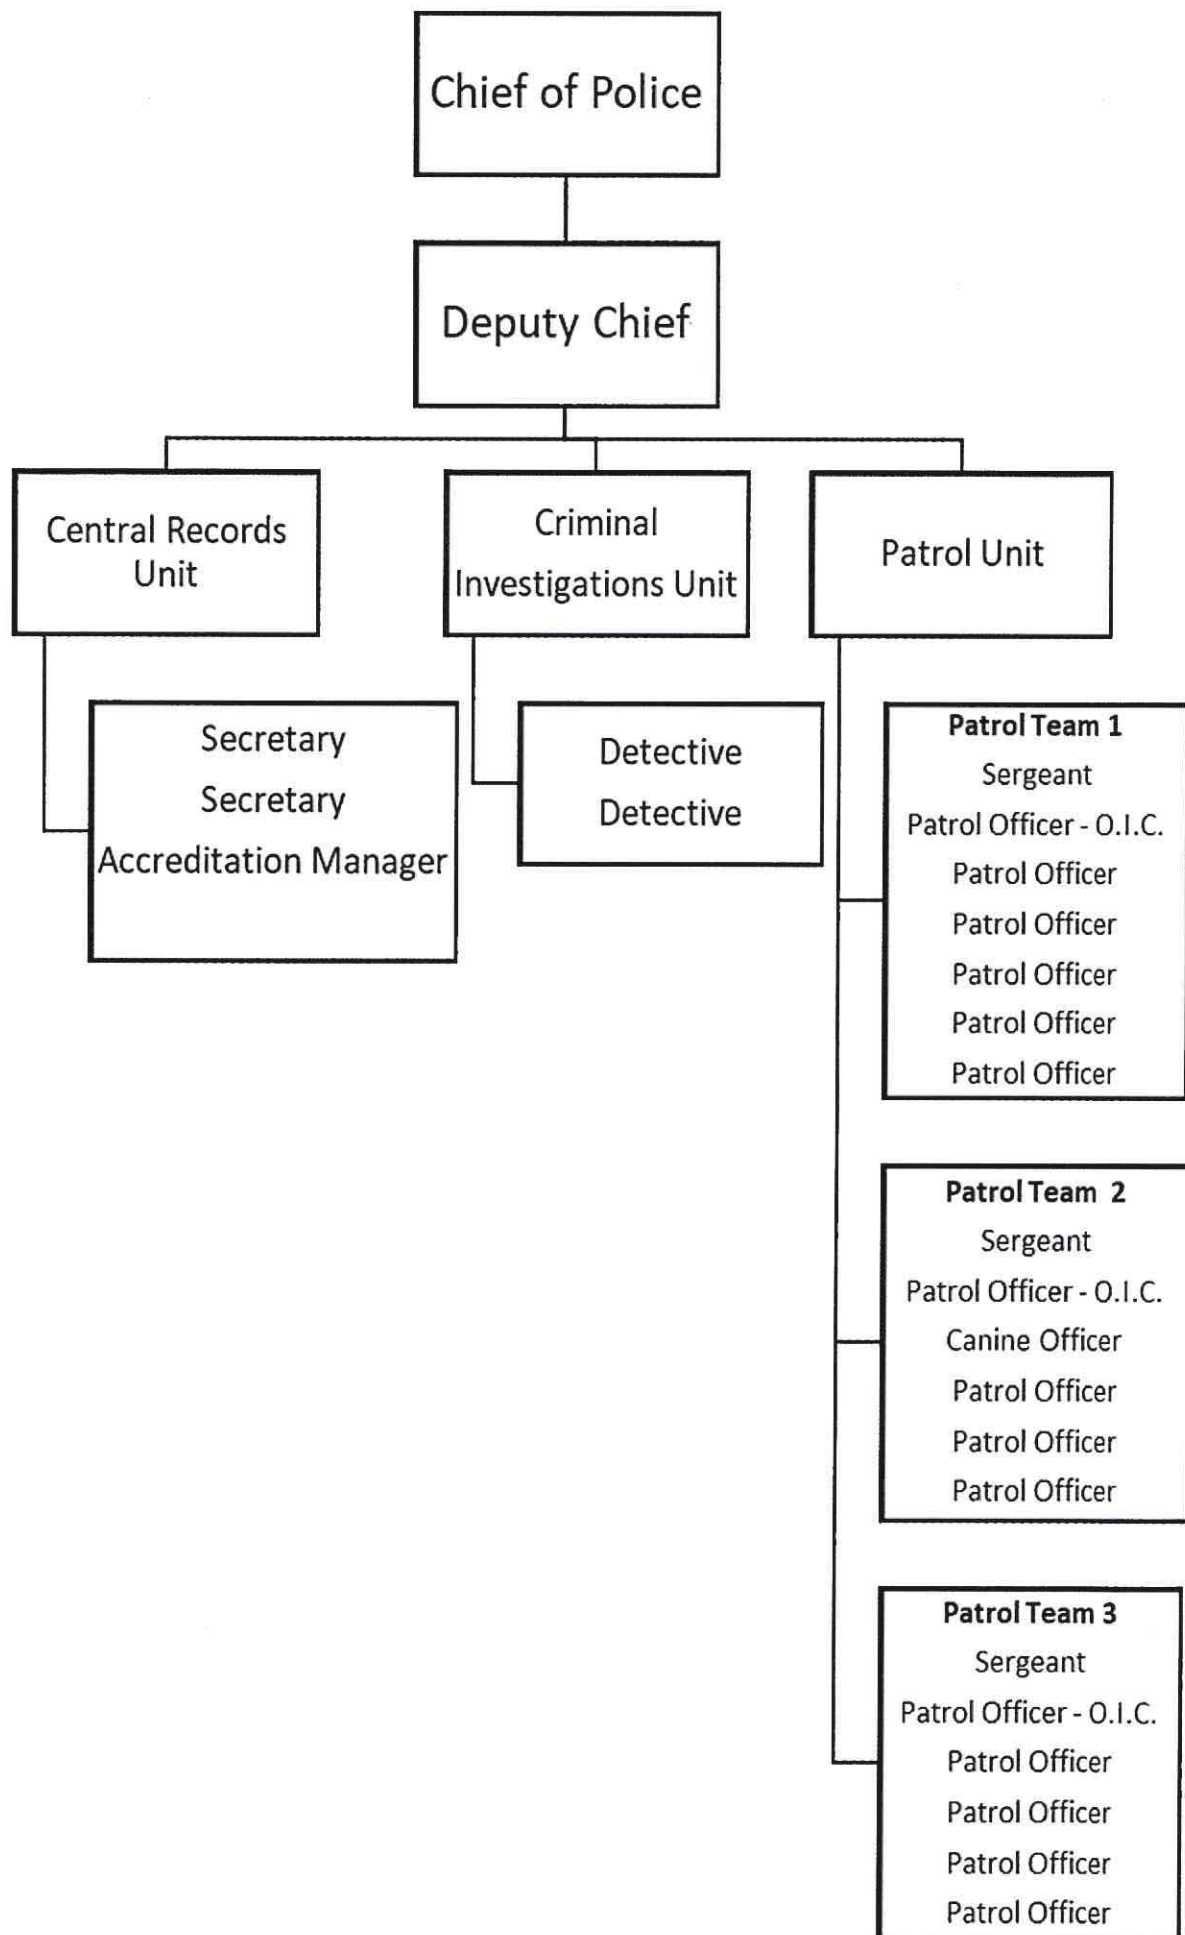 Chief of Police
Deputy Chief
Central Records
Unit
Criminal
Investigations Unit
Patrol Unit
Secretary
Secretary
Accreditation Manager
Detective
Detective
Patrol Team 1
Sergeant
Patrol Officer - O.I.C.
Patrol Officer
Patrol Officer
Patrol Officer
Patrol Officer
Patrol Officer
Patrol Team 2
Sergeant
Patrol Officer - O.I.C.
Canine Officer
Patrol Officer
Patrol Officer
Patrol Officer
Patrol Team 3
Sergeant
Patrol Officer - O.I.C.
Patrol Officer
Patrol Officer
Patrol Officer
Patrol Officer